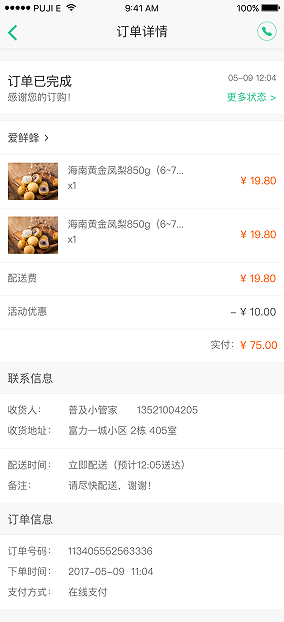 PUJI E
9:41 AM
100%
订单详情
订单已完成
05-09 12:04
感谢您的订购!
更多状态 >
爱鲜蜂 >
海南黄金凤梨850g（6~7...
x1
¥ 19.80
海南黄金凤梨850g（6~7...
x1
¥ 19.80
配送费
¥ 19.80
活动优惠
- ¥ 10.00
实付: ¥ 75.00
联系信息
收货人： 普及小管家 13521004205
收货地址： 富力一城小区 2栋 405室
配送时间： 立即配送（预计12:05送达）
备注： 请尽快配送，谢谢！
订单信息
订单号码： 113405552563336
下单时间： 2017-05-09 11:04
支付方式： 在线支付